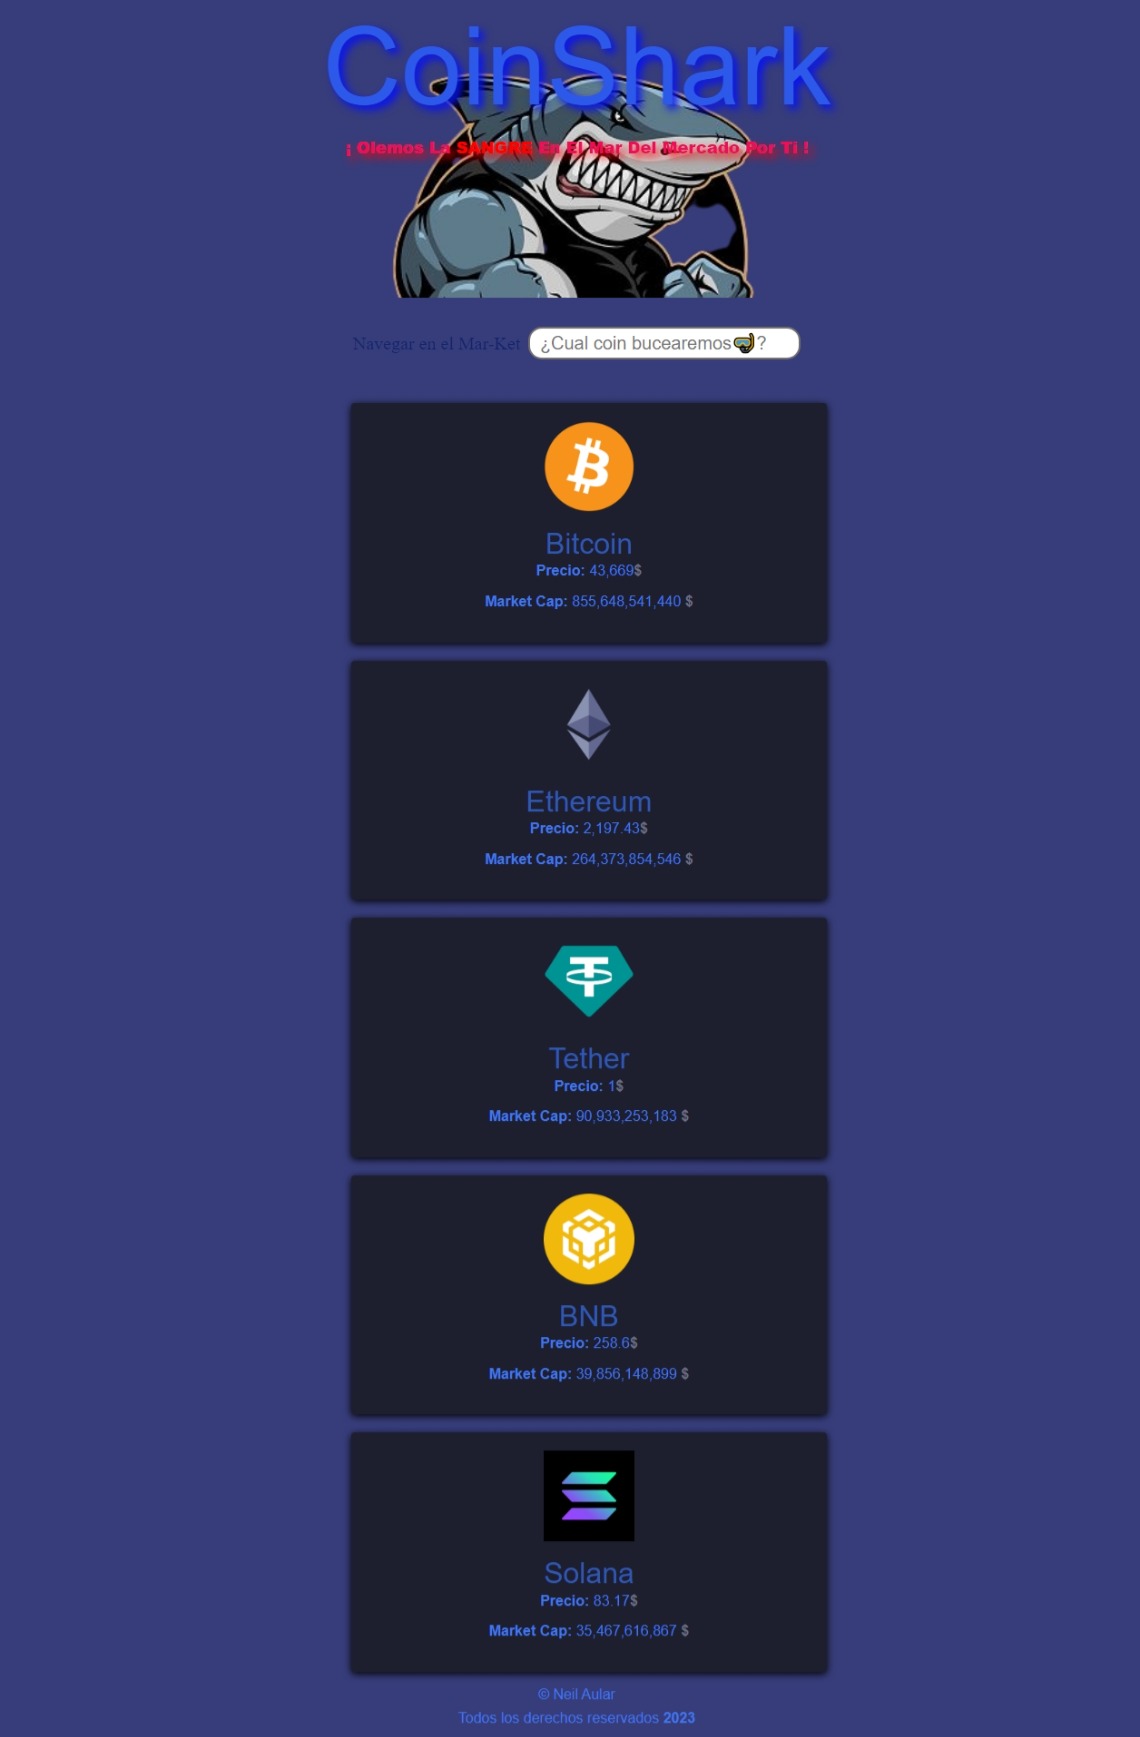 CoinShark
¡ Olemos La SANGRE En El Mar Del Mercado Por Ti !
Navegar en el Mar-Ket ¿Cual coin bucearemos🤿?
Bitcoin
Precio: 43,669$
Market Cap: 855,648,541,440 $
Ethereum
Precio: 2,197.43$
Market Cap: 264,373,854,546 $
Tether
Precio: 1$
Market Cap: 90,933,253,183 $
BNB
Precio: 258.6$
Market Cap: 39,856,148,899 $
Solana
Precio: 83.17$
Market Cap: 35,467,616,867 $
© Neil Aular
Todos los derechos reservados 2023